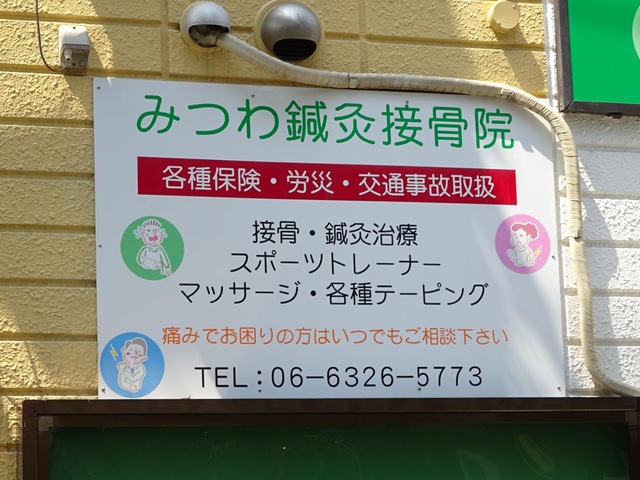 みつわ鍼灸接骨院
各種保険・労災・交通事故取扱
接骨・鍼灸治療
スポーツトレーナー
マッサージ・各種テーピング
痛みでお困りの方はいつでもご相談下さい
TEL:06-6326-5773